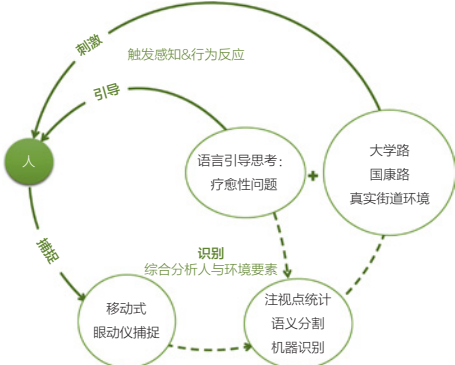 刺激
触发感知&行为反应
引导
人
语言引导思考：
疗愈性问题
+
大学路
国康路
真实街道环境
捕捉
识别
综合分析人与环境要素
移动式
眼动仪捕捉
注视点统计
语义分割
机器识别